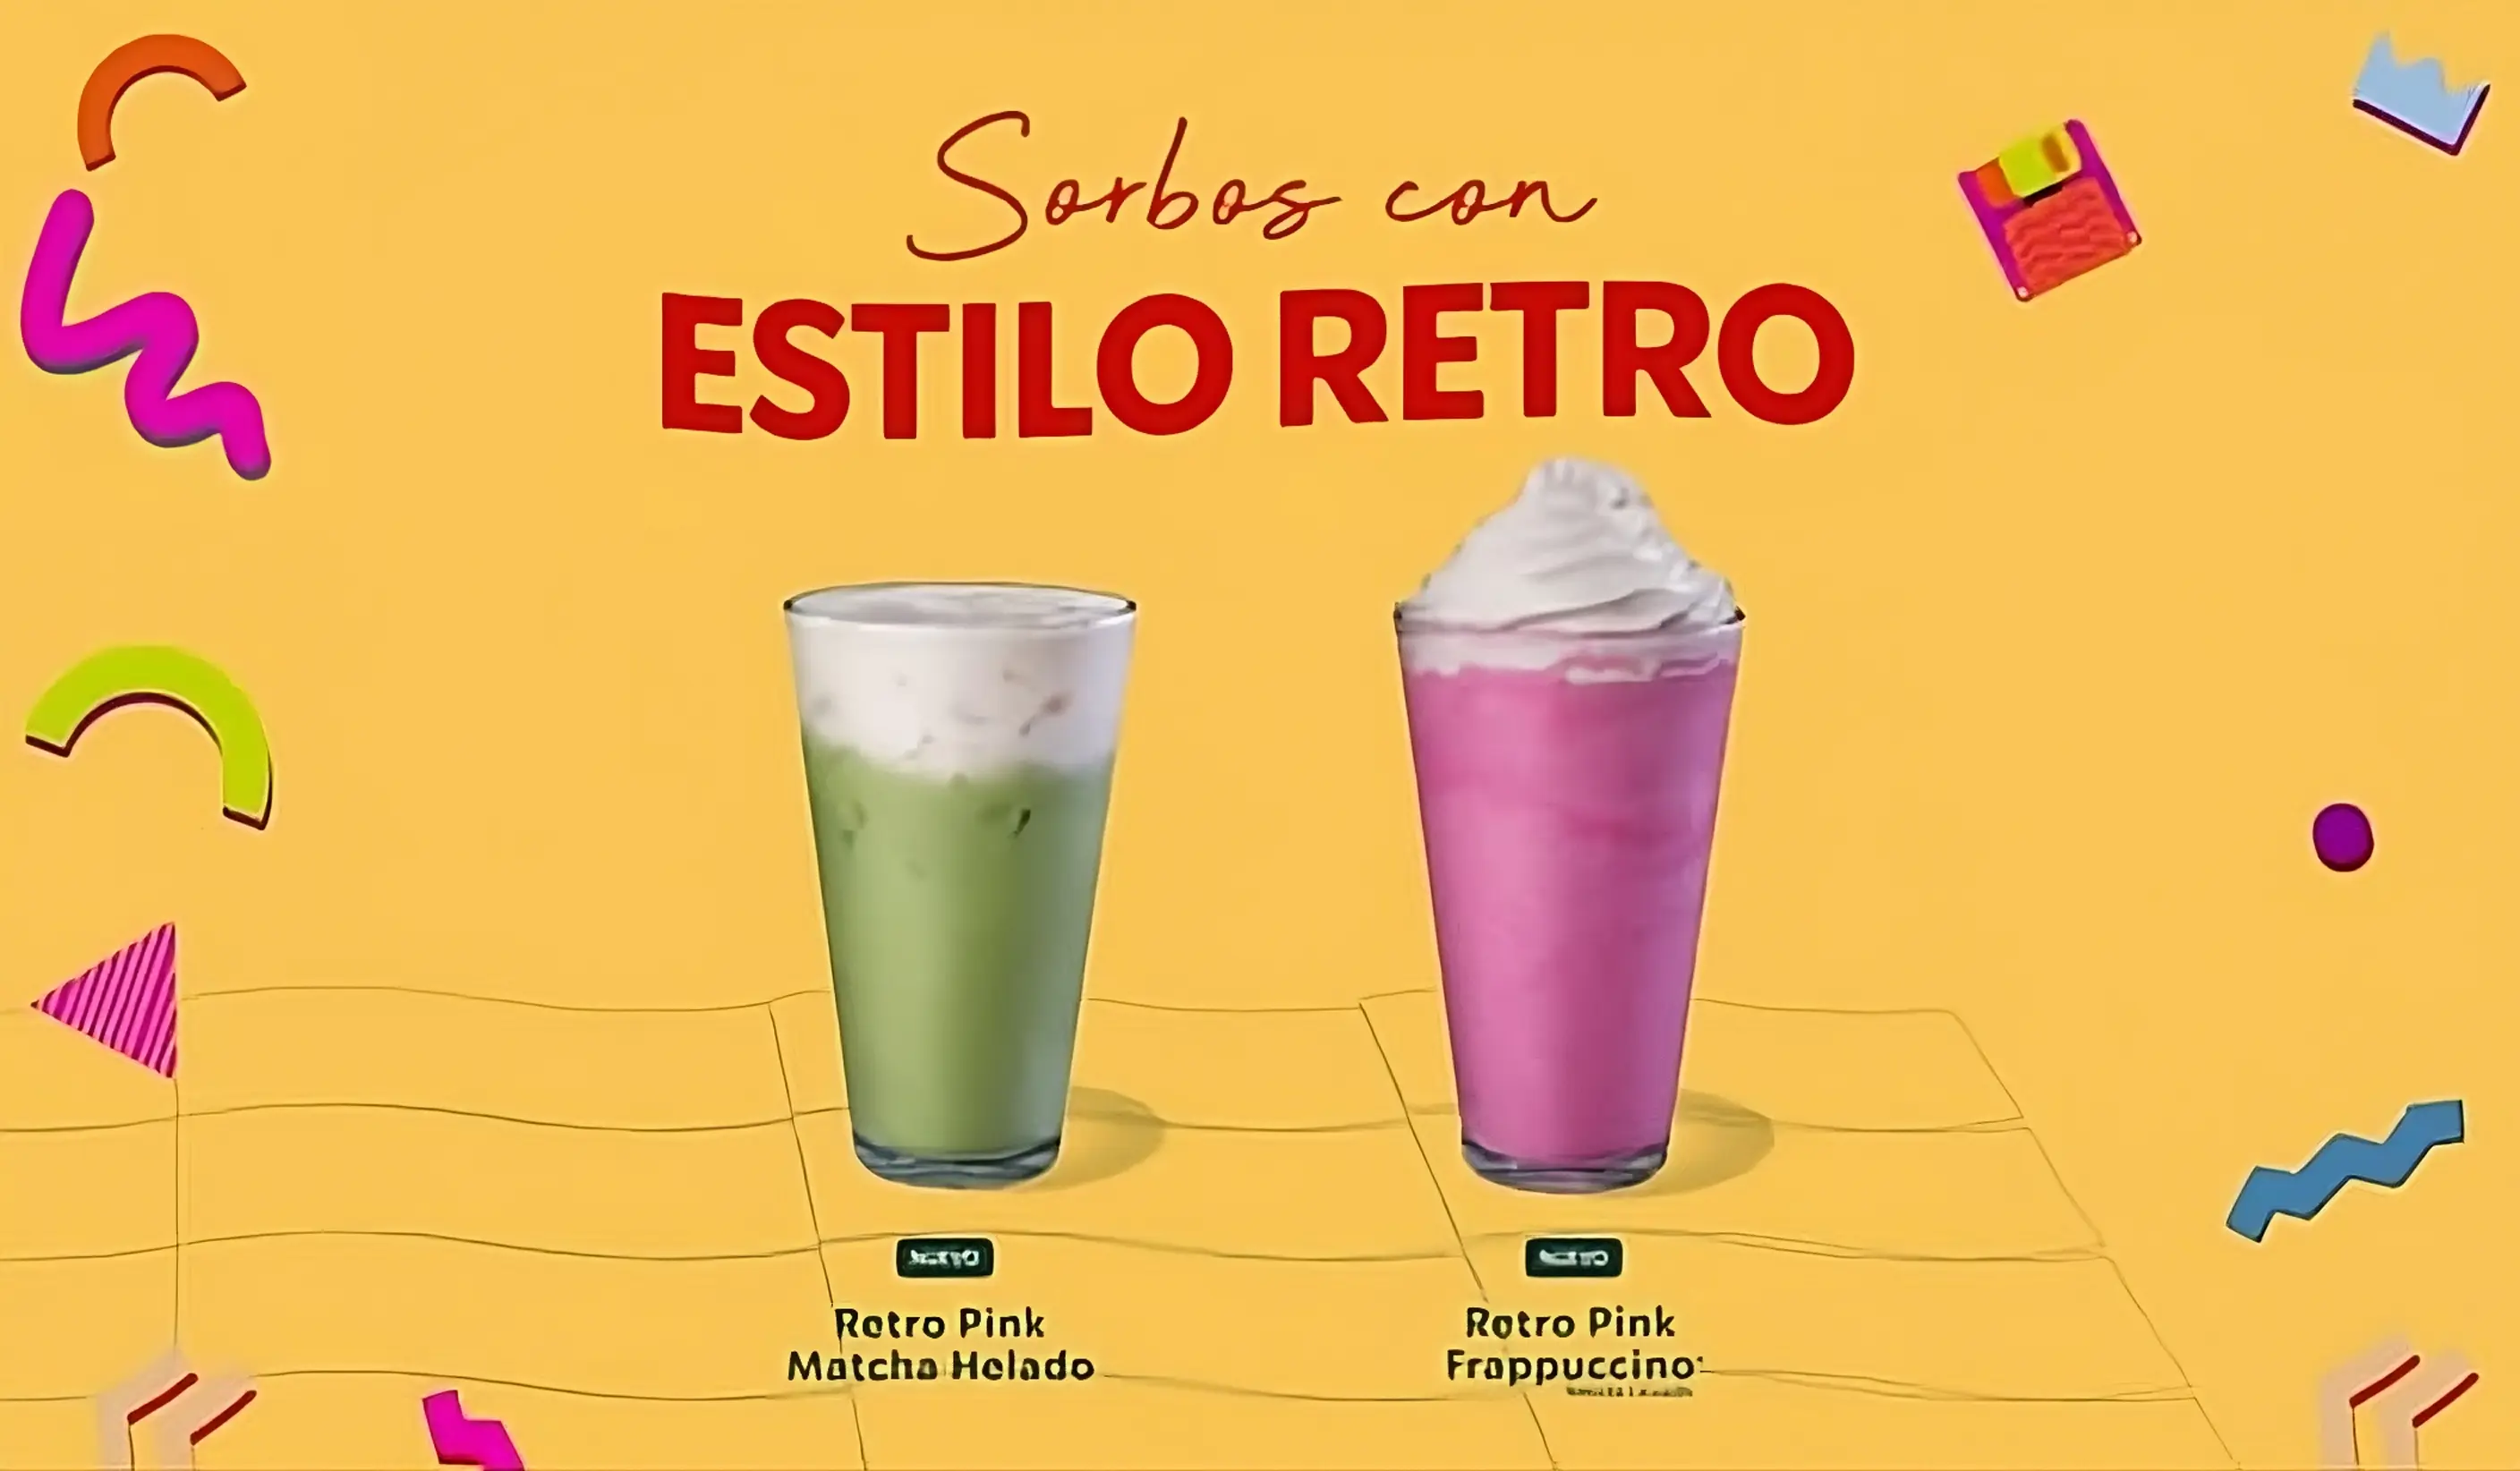 Sorbos con
ESTILO RETRO
Retro Pink
Matcha Helado
Retro Pink
Frappuccino